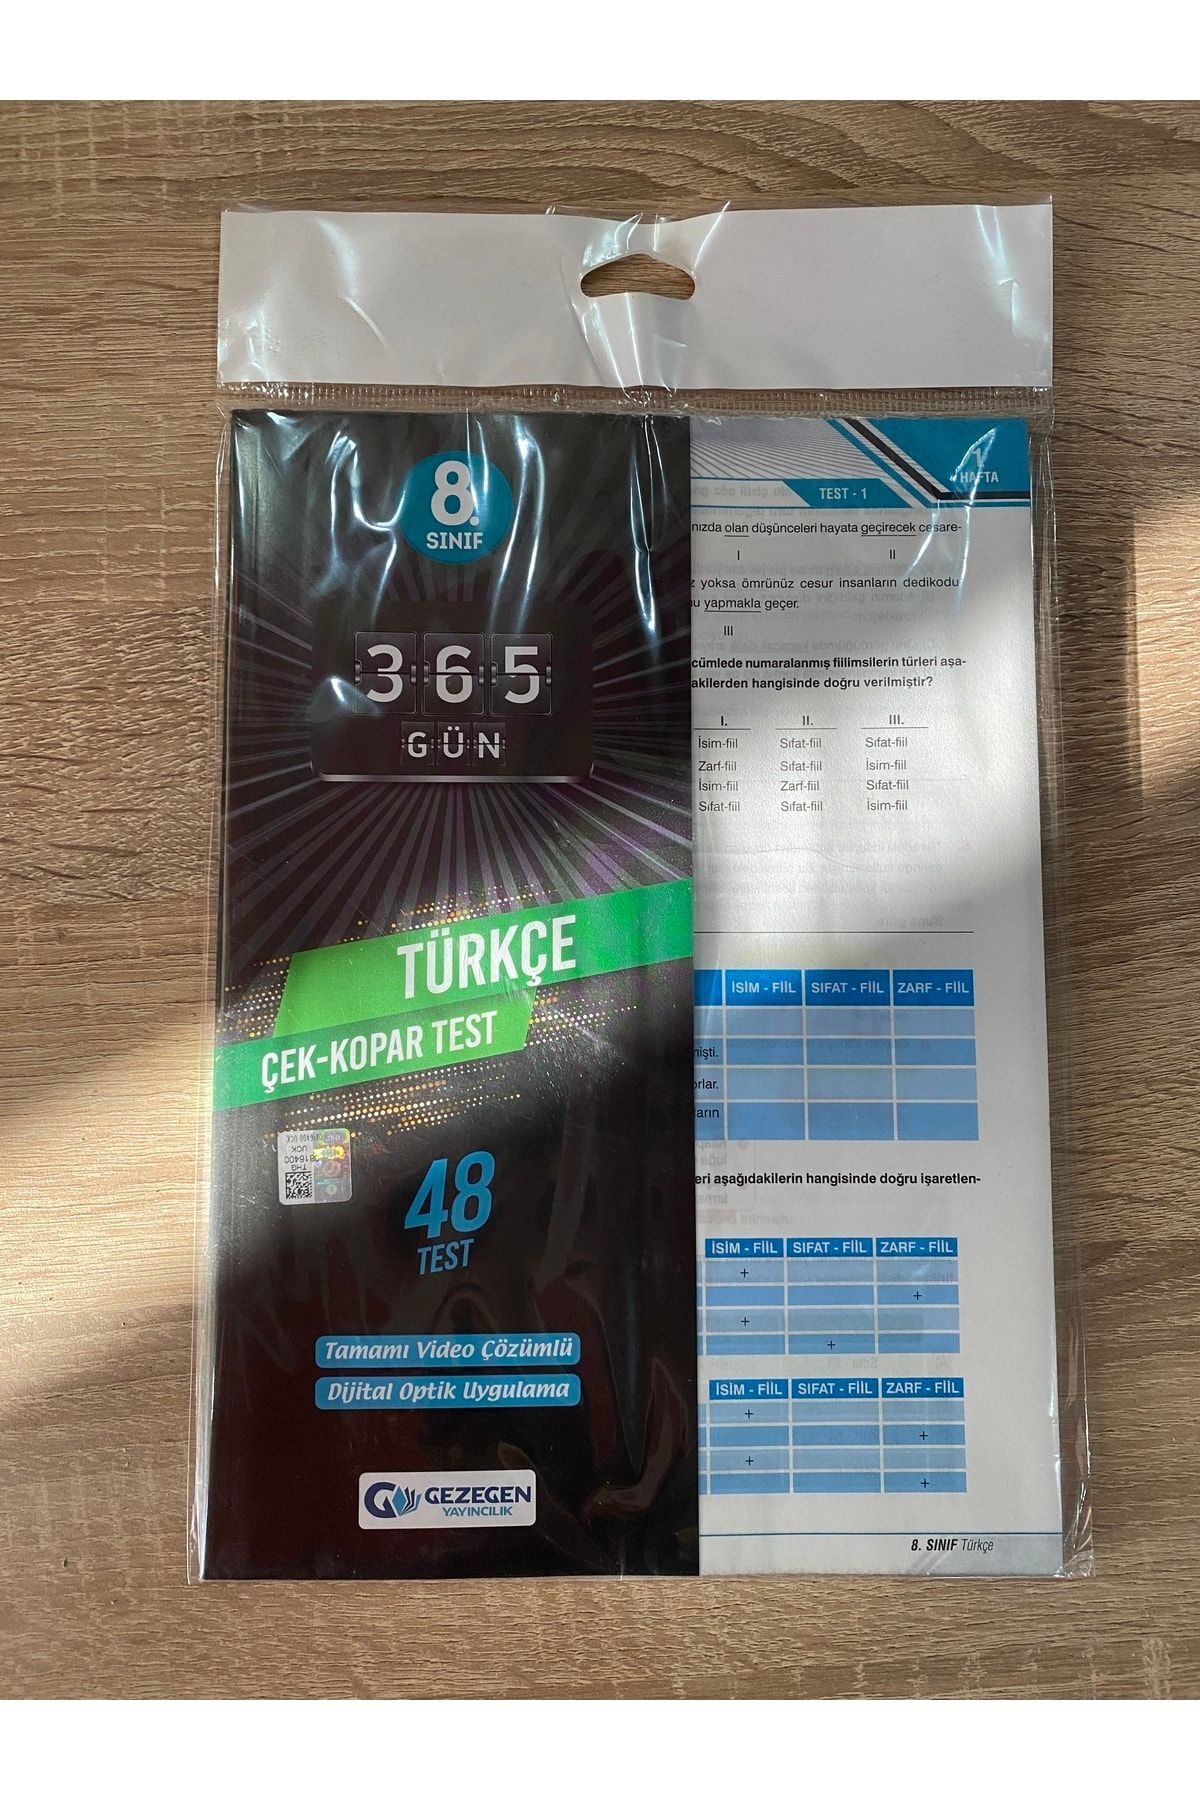 8.
SINIF
365
GÜN
TÜRKÇE
ÇEK-KOPAR TEST
48
TEST
Tamamı Video Çözümlü
Dijital Optik Uygulama
GEZEGEN
YAYINCILIK
THG
UCK
1
HAFTA
TEST - 1
olan düşünceleri hayata geçirecek cesare-
I II
yoksa ömrünüz cesur insanların dedikodu-
yapmakla geçer.
III
cümlede numaralanmış fiilimsilerin türleri aşa-
hangisinde doğru verilmiştir?
I. II. III.
İsim-fiil Sıfat-fiil Sıfat-fiil
Zarf-fiil Sıfat-fiil İsim-fiil
İsim-fiil Zarf-fiil Sıfat-fiil
Sıfat-fiil Sıfat-fiil İsim-fiil
İSİM - FİİL SIFAT - FİİL ZARF - FİİL
aşağıdakilerin hangisinde doğru işaretlen-
İSİM - FİİL SIFAT - FİİL ZARF - FİİL
+
+
+
+
İSİM - FİİL SIFAT - FİİL ZARF - FİİL
+
+
+
+
8. SINIF Türkçe